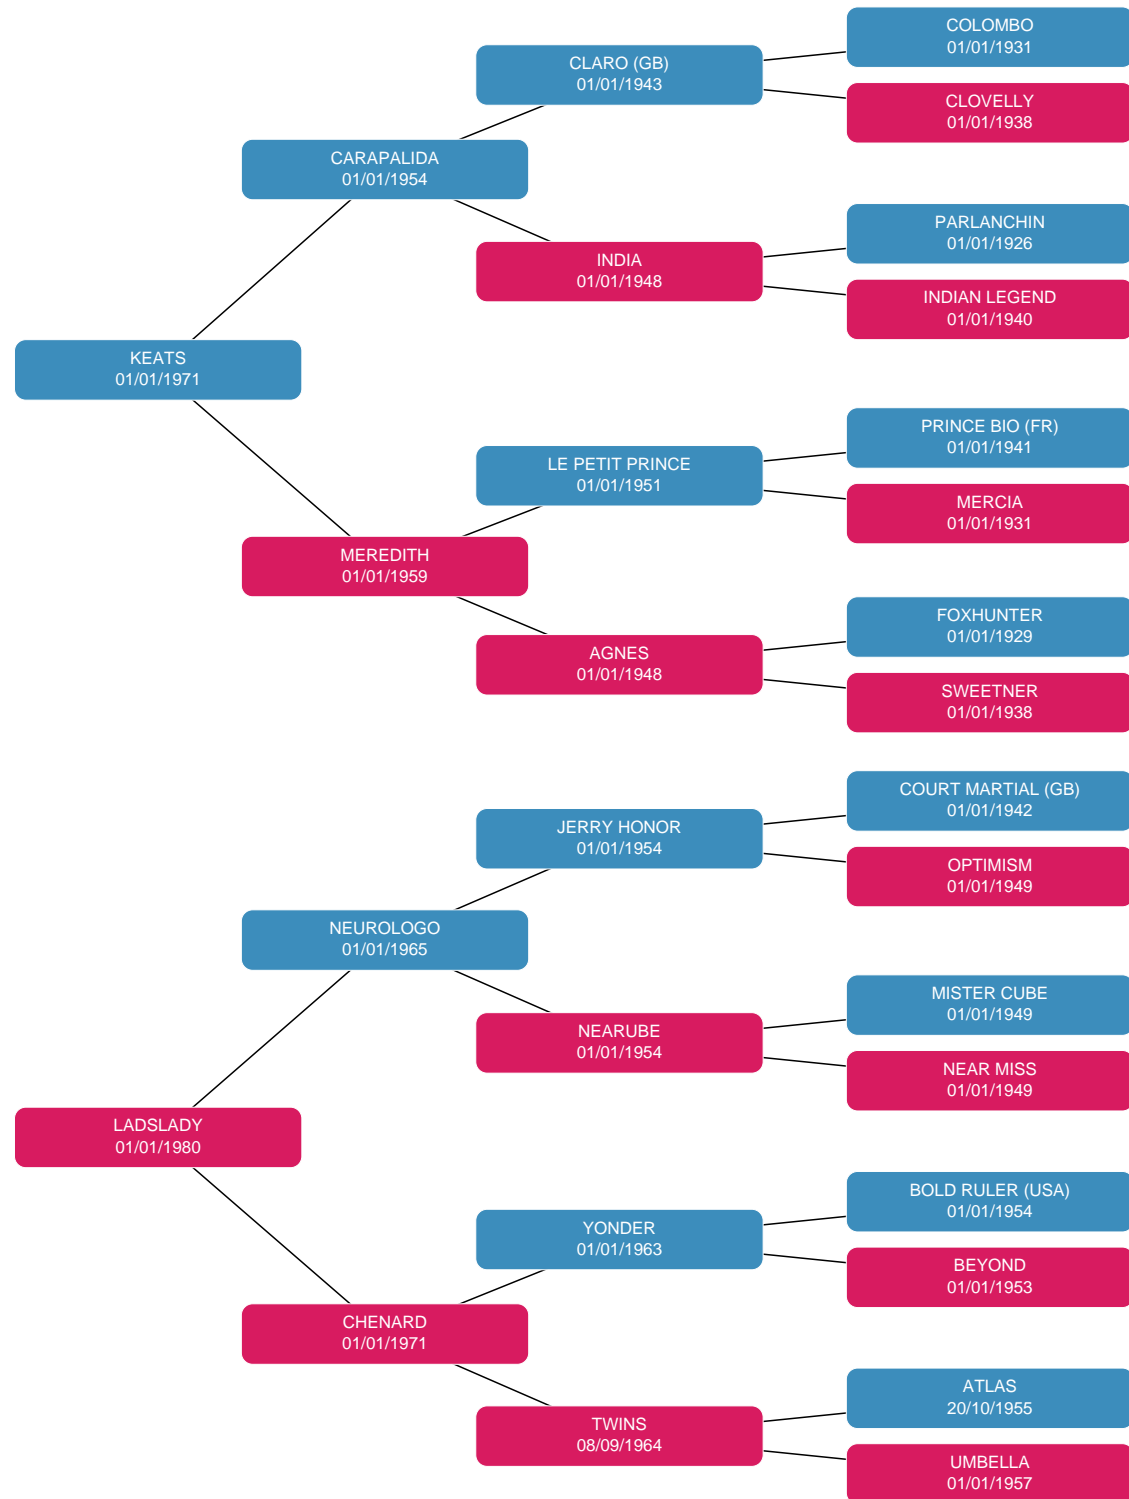 COLOMBO
01/01/1931
CLARO (GB)
01/01/1943
CLOVELLY
01/01/1938
CARAPALIDA
01/01/1954
PARLANCHIN
01/01/1926
INDIA
01/01/1948
INDIAN LEGEND
01/01/1940
KEATS
01/01/1971
PRINCE BIO (FR)
01/01/1941
LE PETIT PRINCE
01/01/1951
MERCIA
01/01/1931
MEREDITH
01/01/1959
FOXHUNTER
01/01/1929
AGNES
01/01/1948
SWEETNER
01/01/1938
COURT MARTIAL (GB)
01/01/1942
JERRY HONOR
01/01/1954
OPTIMISM
01/01/1949
NEUROLOGO
01/01/1965
MISTER CUBE
01/01/1949
NEARUBE
01/01/1954
NEAR MISS
01/01/1949
LADSLADY
01/01/1980
BOLD RULER (USA)
01/01/1954
YONDER
01/01/1963
BEYOND
01/01/1953
CHENARD
01/01/1971
ATLAS
20/10/1955
TWINS
08/09/1964
UMBELLA
01/01/1957